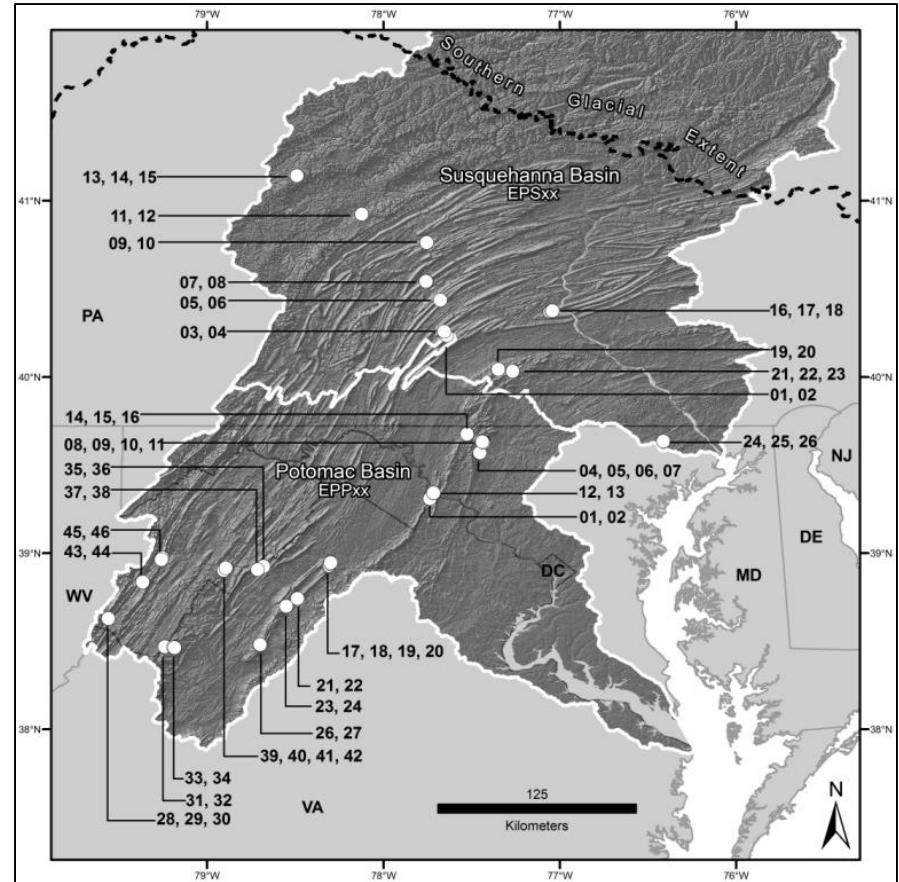 79°W
78°W
77°W
76°W
Southern Glacial Extent
41°N
41°N
13, 14, 15
Susquehanna Basin
EPSxx
11, 12
09, 10
07, 08
05, 06
PA
16, 17, 18
03, 04
19, 20
40°N
21, 22, 23
40°N
01, 02
14, 15, 16
08, 09, 10, 11
24, 25, 26
NJ
35, 36
Potomac Basin
EPPxx
04, 05, 06, 07
37, 38
12, 13
01, 02
45, 46
DE
39°N
43, 44
DC
MD
39°N
WV
17, 18, 19, 20
21, 22
23, 24
38°N
26, 27
38°N
39, 40, 41, 42
33, 34
31, 32
VA
125
N
28, 29, 30
Kilometers
79°W
78°W
77°W
76°W